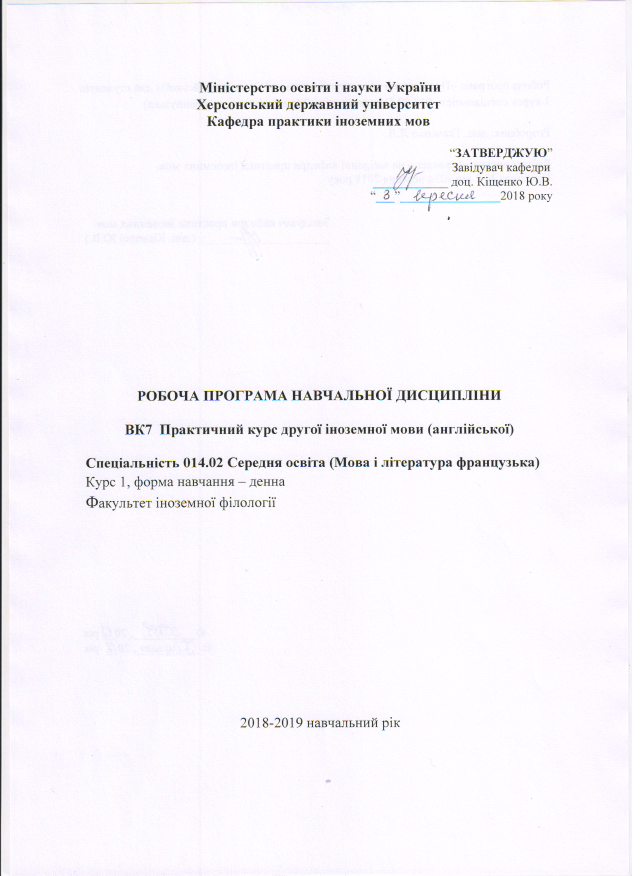 Міністерство освіти і науки України
Херсонський державний університет
Кафедра практики іноземних мов
“ЗАТВЕРДЖУЮ”
Завідувач кафедри
доц. Кіщенко Ю.В.
“ 3 ” вересня 2018 року
РОБОЧА ПРОГРАМА НАВЧАЛЬНОЇ ДИСЦИПЛІНИ
ВК7 Практичний курс другої іноземної мови (англійської)
Спеціальність 014.02 Середня освіта (Мова і література французька)
Курс 1, форма навчання – денна
Факультет іноземної філології
2018-2019 навчальний рік